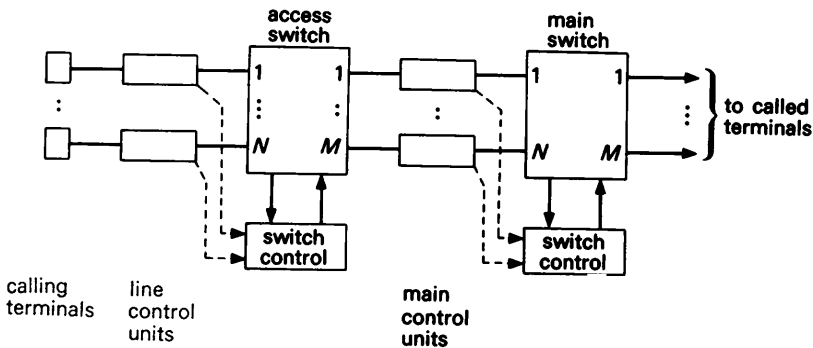 access
switch
main
switch
1
1
1
1
N
M
N
M
to called
terminals
switch
control
switch
control
calling
terminals
line
control
units
main
control
units